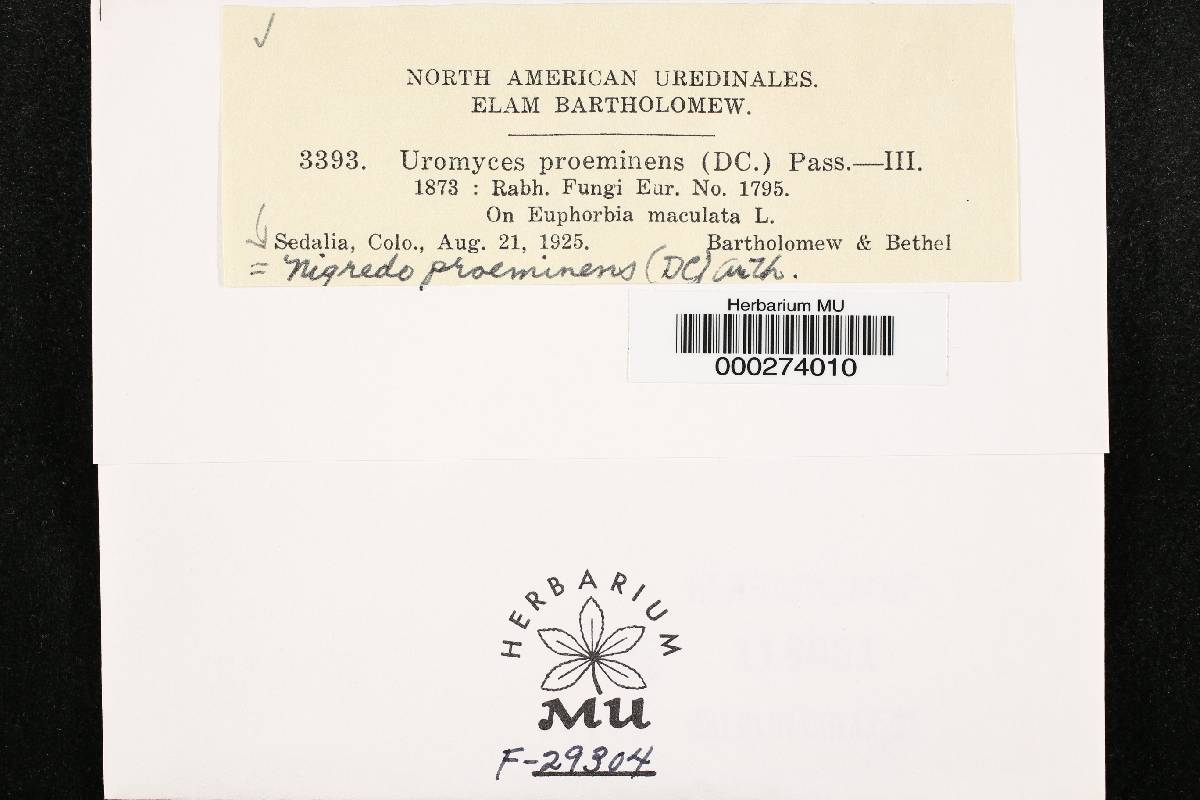 NORTH AMERICAN UREDINALES.
ELAM BARTHOLOMEW.
3393. Uromyces proeminens (DC.) Pass.—III.
1873 : Rabh. Fungi Eur. No. 1795.
On Euphorbia maculata L.
Sedalia, Colo., Aug. 21, 1925. Bartholomew & Bethel
= Nigredo proeminens (DC) Arth.
Herbarium MU
000274010
HERBARIUM
MU
F-29304